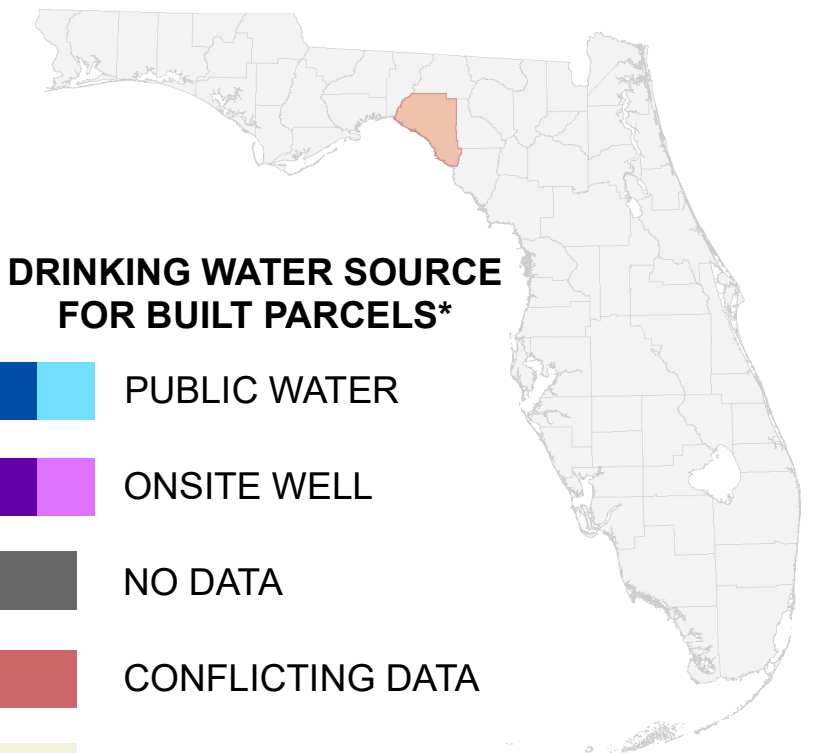 DRINKING WATER SOURCE
FOR BUILT PARCELS*
PUBLIC WATER
ONSITE WELL
NO DATA
CONFLICTING DATA